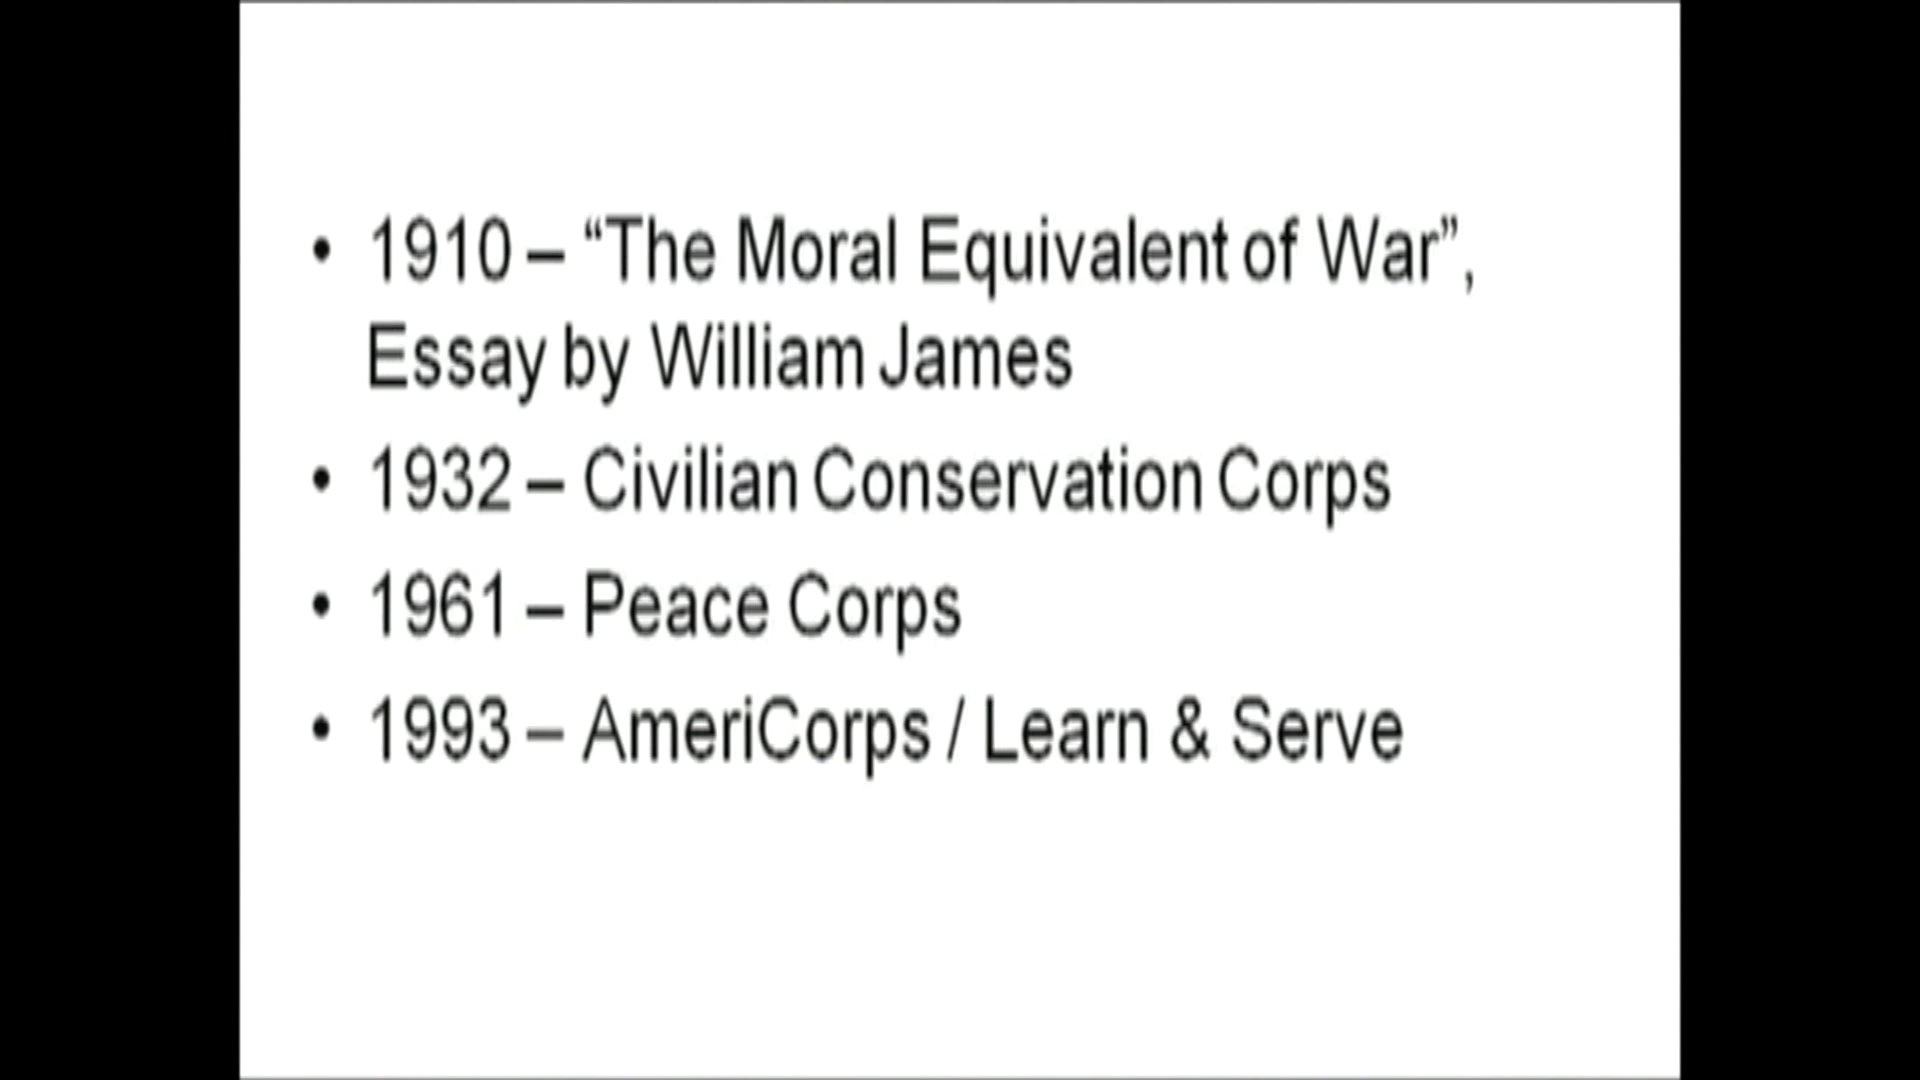 • 1910 – “The Moral Equivalent of War”,
Essay by William James
• 1932 – Civilian Conservation Corps
• 1961 – Peace Corps
• 1993 – AmeriCorps / Learn & Serve